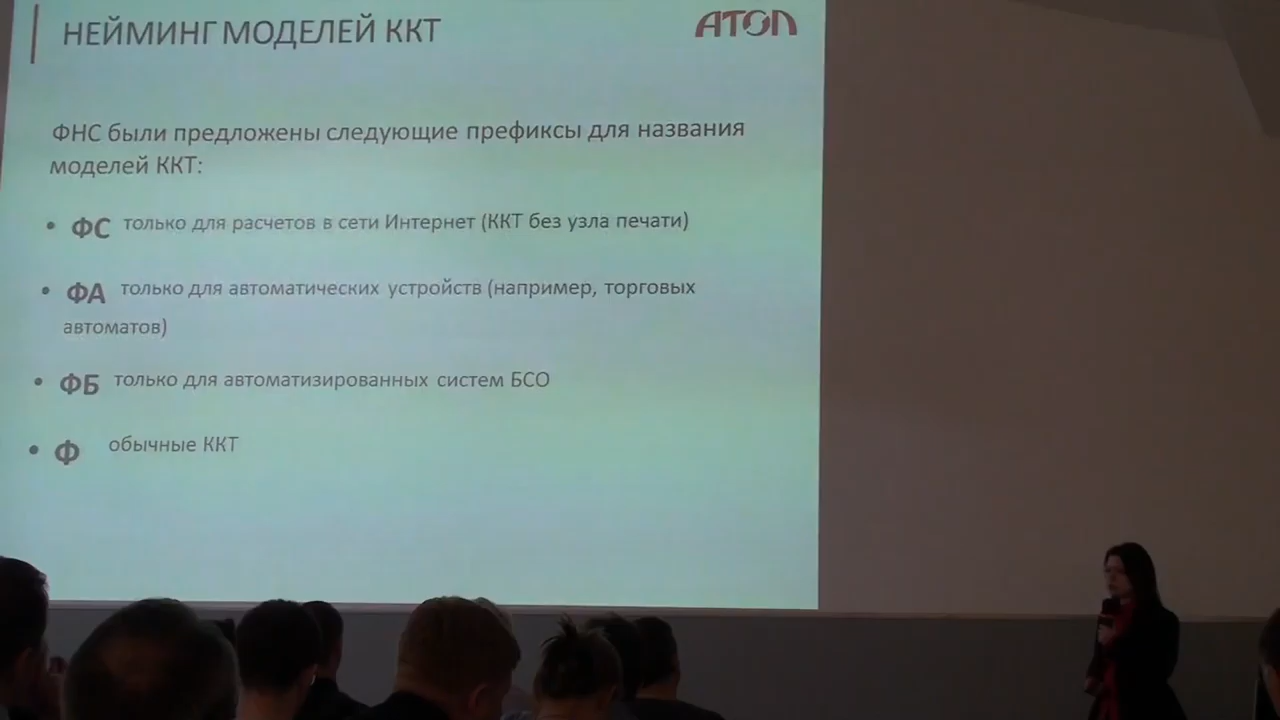 НЕЙМИНГ МОДЕЛЕЙ ККТ
АТОЛ
ФНС были предложены следующие префиксы для названия
моделей ККТ:
• ФС только для расчетов в сети Интернет (ККТ без узла печати)
• ФА только для автоматических устройств (например, торговых
автоматов)
• ФБ только для автоматизированных систем БСО
• Ф обычные ККТ